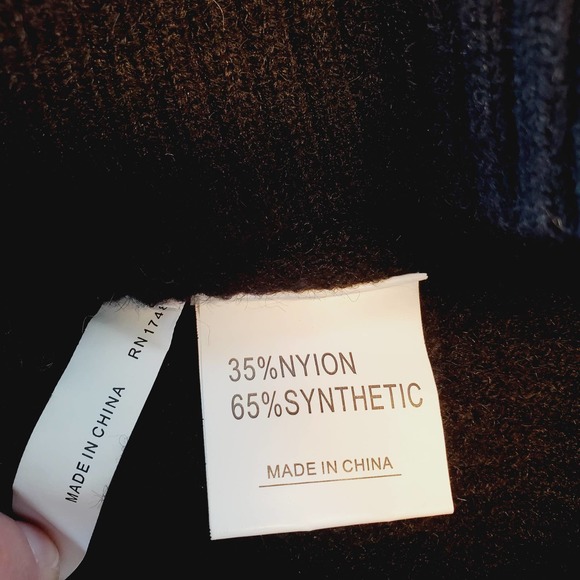 MADE IN CHINA
RN174
35%NYION
65%SYNTHETIC
MADE IN CHINA